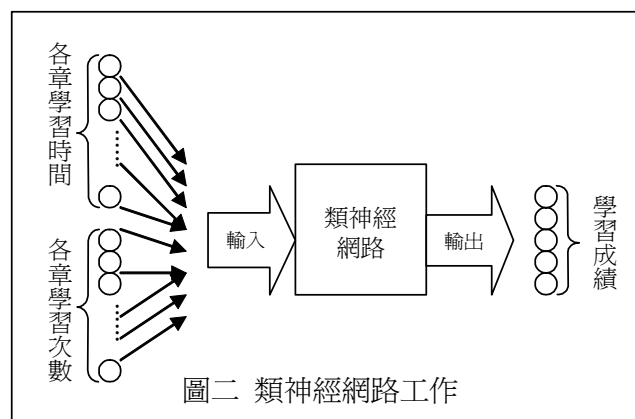 各章學習時間
各章學習次數
輸入
類神經
網路
輸出
學習成績
圖二 類神經網路工作